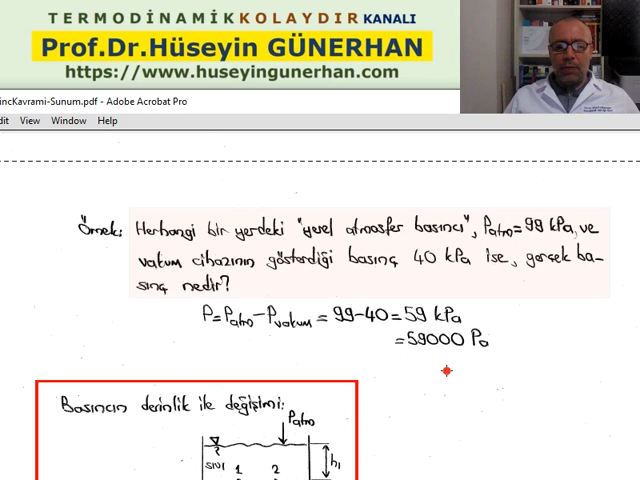 TERMODİNAMİKKOLAYDIR KANALI
Prof.Dr.Hüseyin GÜNERHAN
https://www.huseyingunerhan.com
incKavrami-Sunum.pdf - Adobe Acrobat Pro
dit View Window Help
Örnek: Herhangi bir yerdeki "yerel atmosfer basıncı", Patm=99 kPa, ve
vakum cihazının gösterdiği basınç 40 kPa ise, gerçek ba-
sınç nedir?
P=Patm-Pvakum=99-40=59 kPa
=59000 Pa
Basıncın derinlik ile değişimi:
Patm
sıvı 1 2 h1